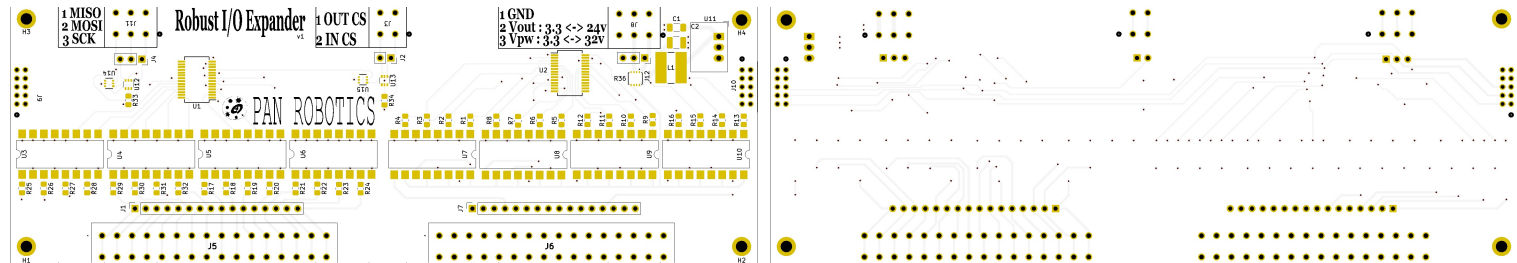 1 MISO
2 MOSI
3 SCK
J11
Robust I/O Expander
v1
1 OUT CS
2 IN CS
J3
1 GND
2 Vout : 3.3 <-> 24v
3 Vpw : 3.3 <-> 32v
J8
C1
C2
U11
H3
H4
J4
J2
U2
L1
J12
R36
U14
U12
R33
U1
U15
U13
R34
J9
J10
PAN ROBOTICS
R4
R3
R2
R1
R8
R7
R6
R5
R12
R11
R10
R9
R16
R15
R14
R13
U3
U4
U5
U6
U7
U8
U9
U10
R25
R26
R27
R28
R29
R30
R31
R32
R17
R18
R19
R20
R21
R22
R23
R24
J1
J7
J5
J6
H1
H2